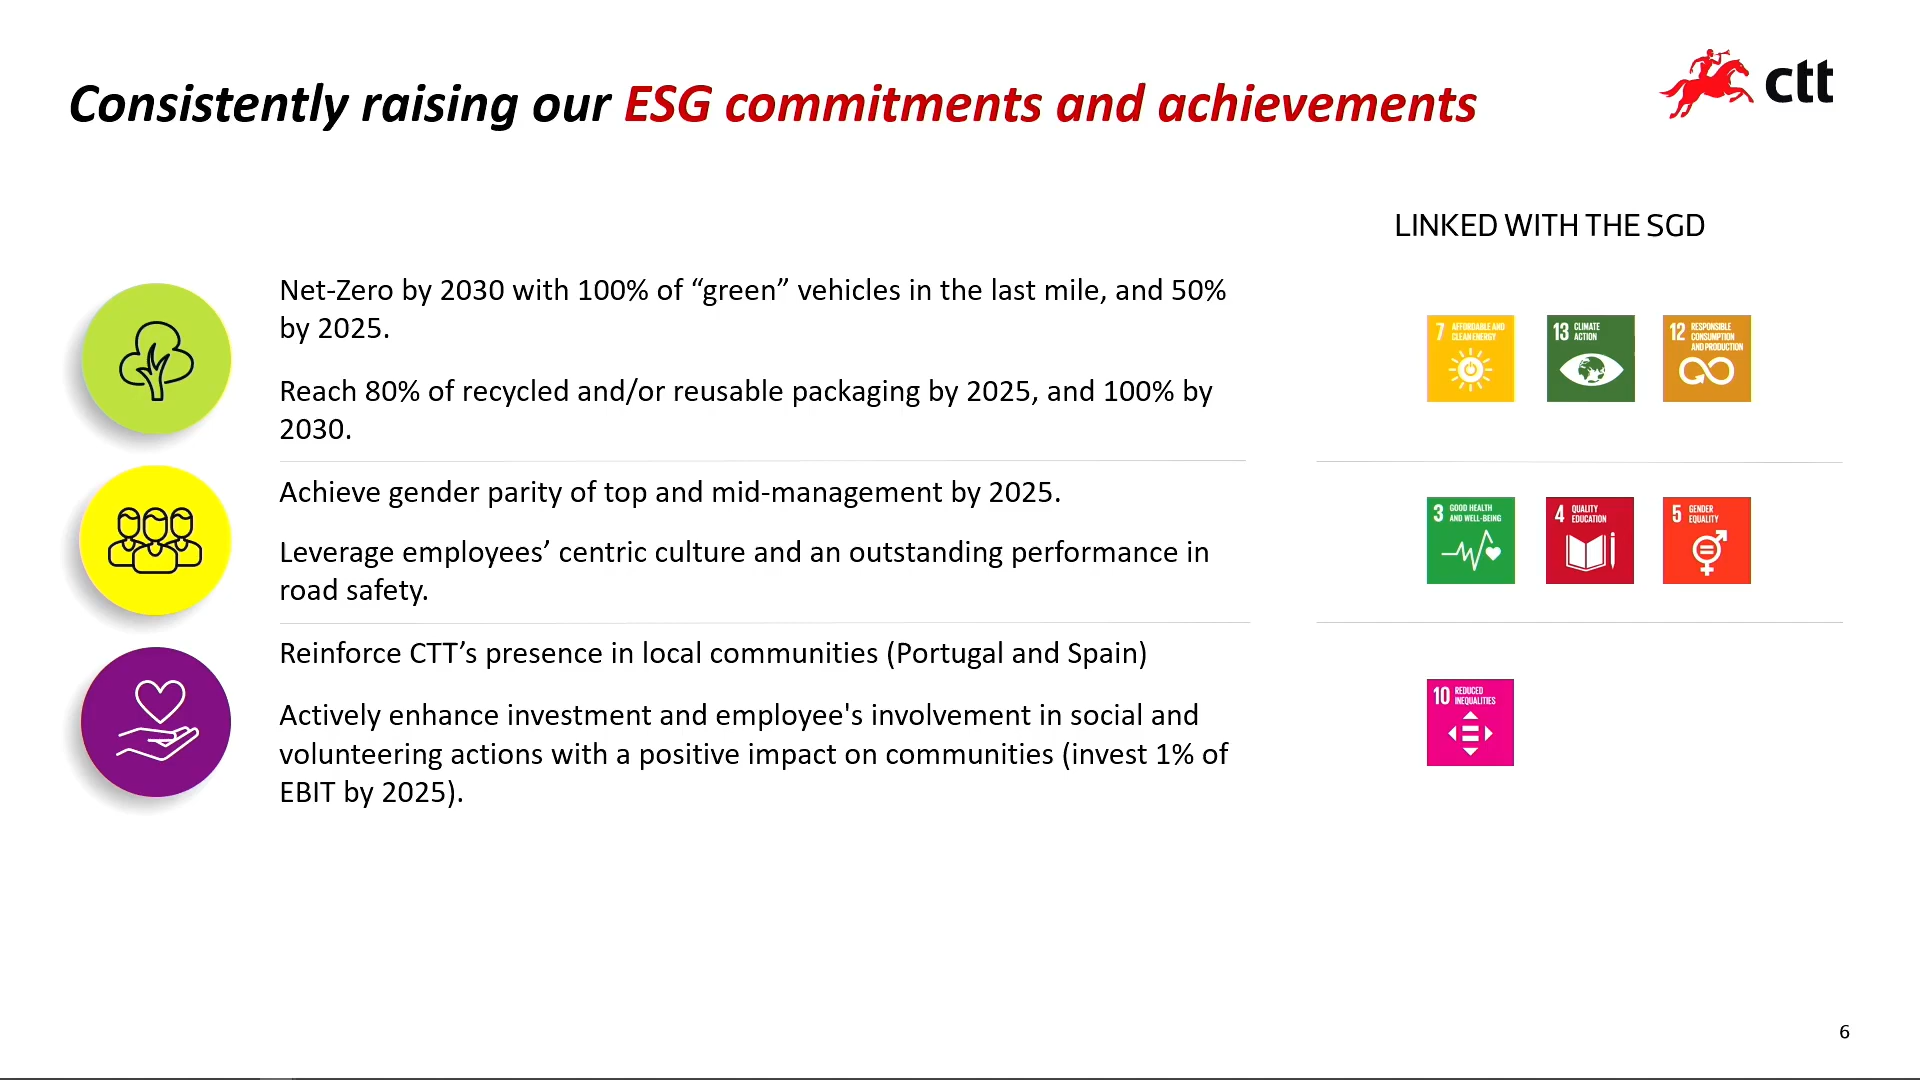 Consistently raising our ESG commitments and achievements
ctt
LINKED WITH THE SGD
Net-Zero by 2030 with 100% of “green” vehicles in the last mile, and 50%
by 2025.
Reach 80% of recycled and/or reusable packaging by 2025, and 100% by
2030.
7 AFFORDABLE AND
CLEAN ENERGY
13 CLIMATE
ACTION
12 RESPONSIBLE
CONSUMPTION
AND PRODUCTION
Achieve gender parity of top and mid-management by 2025.
Leverage employees’ centric culture and an outstanding performance in
road safety.
3 GOOD HEALTH
AND WELL-BEING
4 QUALITY
EDUCATION
5 GENDER
EQUALITY
Reinforce CTT’s presence in local communities (Portugal and Spain)
Actively enhance investment and employee's involvement in social and
volunteering actions with a positive impact on communities (invest 1% of
EBIT by 2025).
10 REDUCED
INEQUALITIES
6